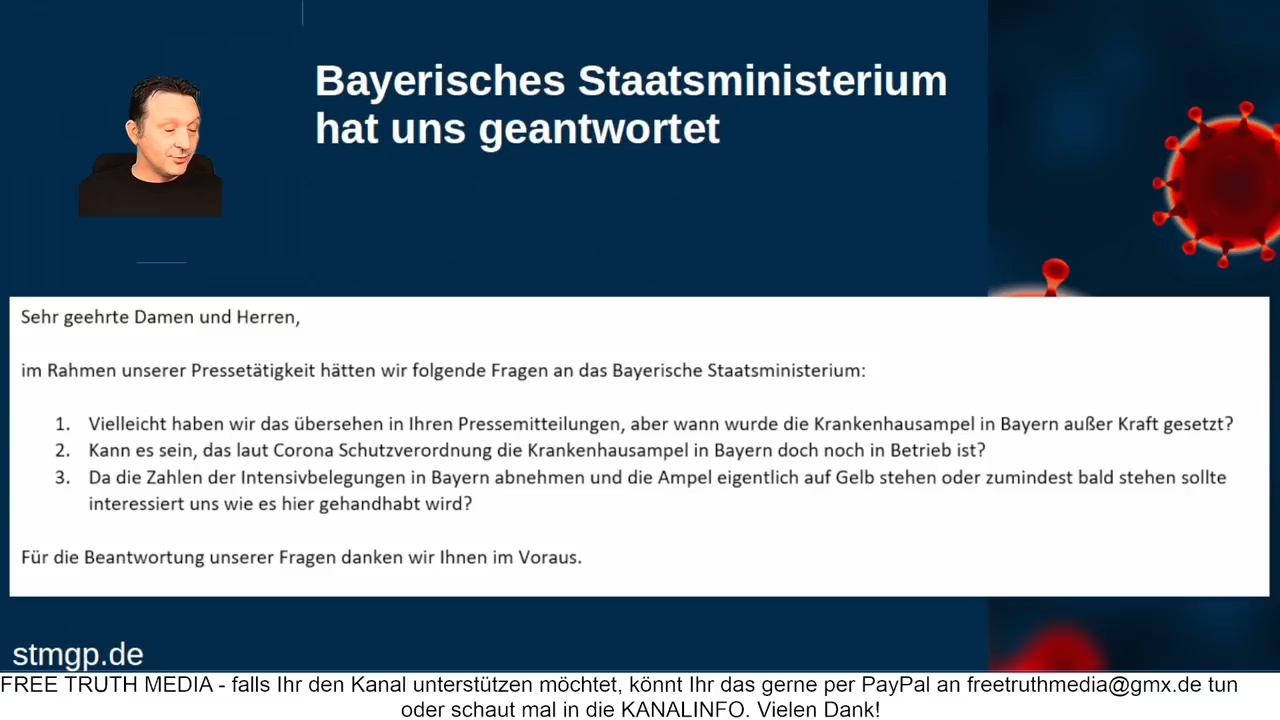 Bayerisches Staatsministerium
hat uns geantwortet
Sehr geehrte Damen und Herren,
im Rahmen unserer Pressetätigkeit hätten wir folgende Fragen an das Bayerische Staatsministerium:
1. Vielleicht haben wir das übersehen in Ihren Pressemitteilungen, aber wann wurde die Krankenhausampel in Bayern außer Kraft gesetzt?
2. Kann es sein, das laut Corona Schutzverordnung die Krankenhausampel in Bayern doch noch in Betrieb ist?
3. Da die Zahlen der Intensivbelegungen in Bayern abnehmen und die Ampel eigentlich auf Gelb stehen oder zumindest bald stehen sollte
interessiert uns wie es hier gehandhabt wird?
Für die Beantwortung unserer Fragen danken wir Ihnen im Voraus.
stmgp.de
FREE TRUTH MEDIA - falls Ihr den Kanal unterstützen möchtet, könnt Ihr das gerne per PayPal an freetruthmedia@gmx.de tun
oder schaut mal in die KANALINFO. Vielen Dank!